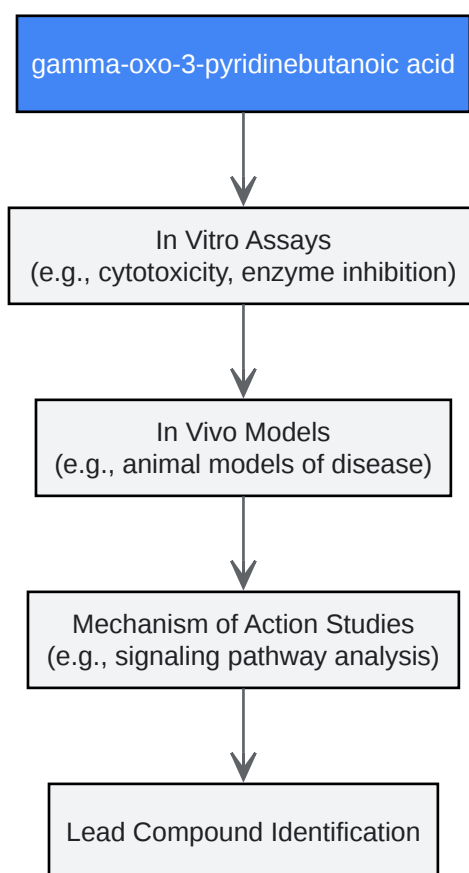 gamma-oxo-3-pyridinebutanoic acid
In Vitro Assays
(e.g., cytotoxicity, enzyme inhibition)
In Vivo Models
(e.g., animal models of disease)
Mechanism of Action Studies
(e.g., signaling pathway analysis)
Lead Compound Identification